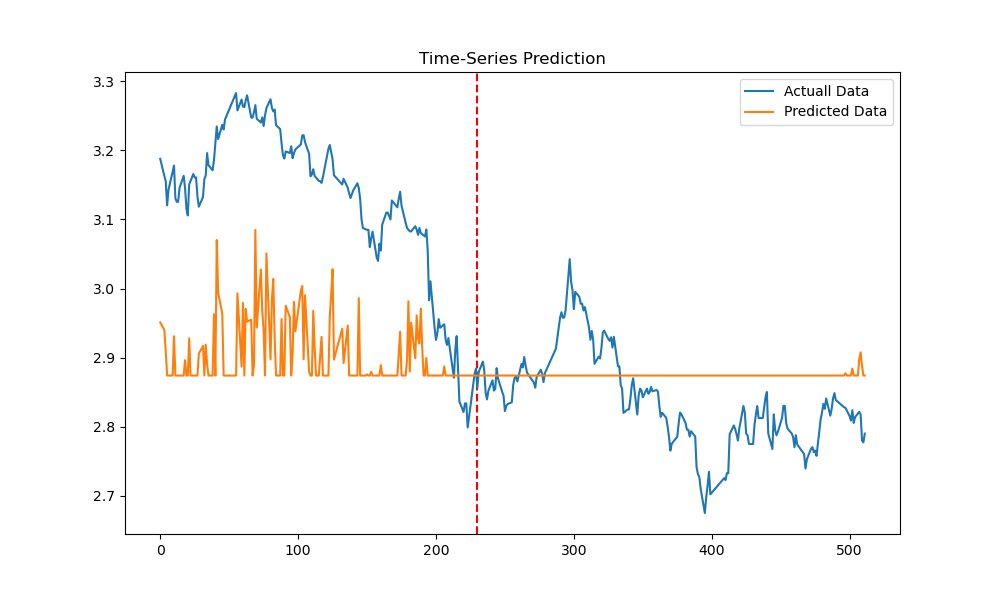 Time-Series Prediction
Actuall Data
Predicted Data
3.3
3.2
3.1
3.0
2.9
2.8
2.7
0 100 200 300 400 500